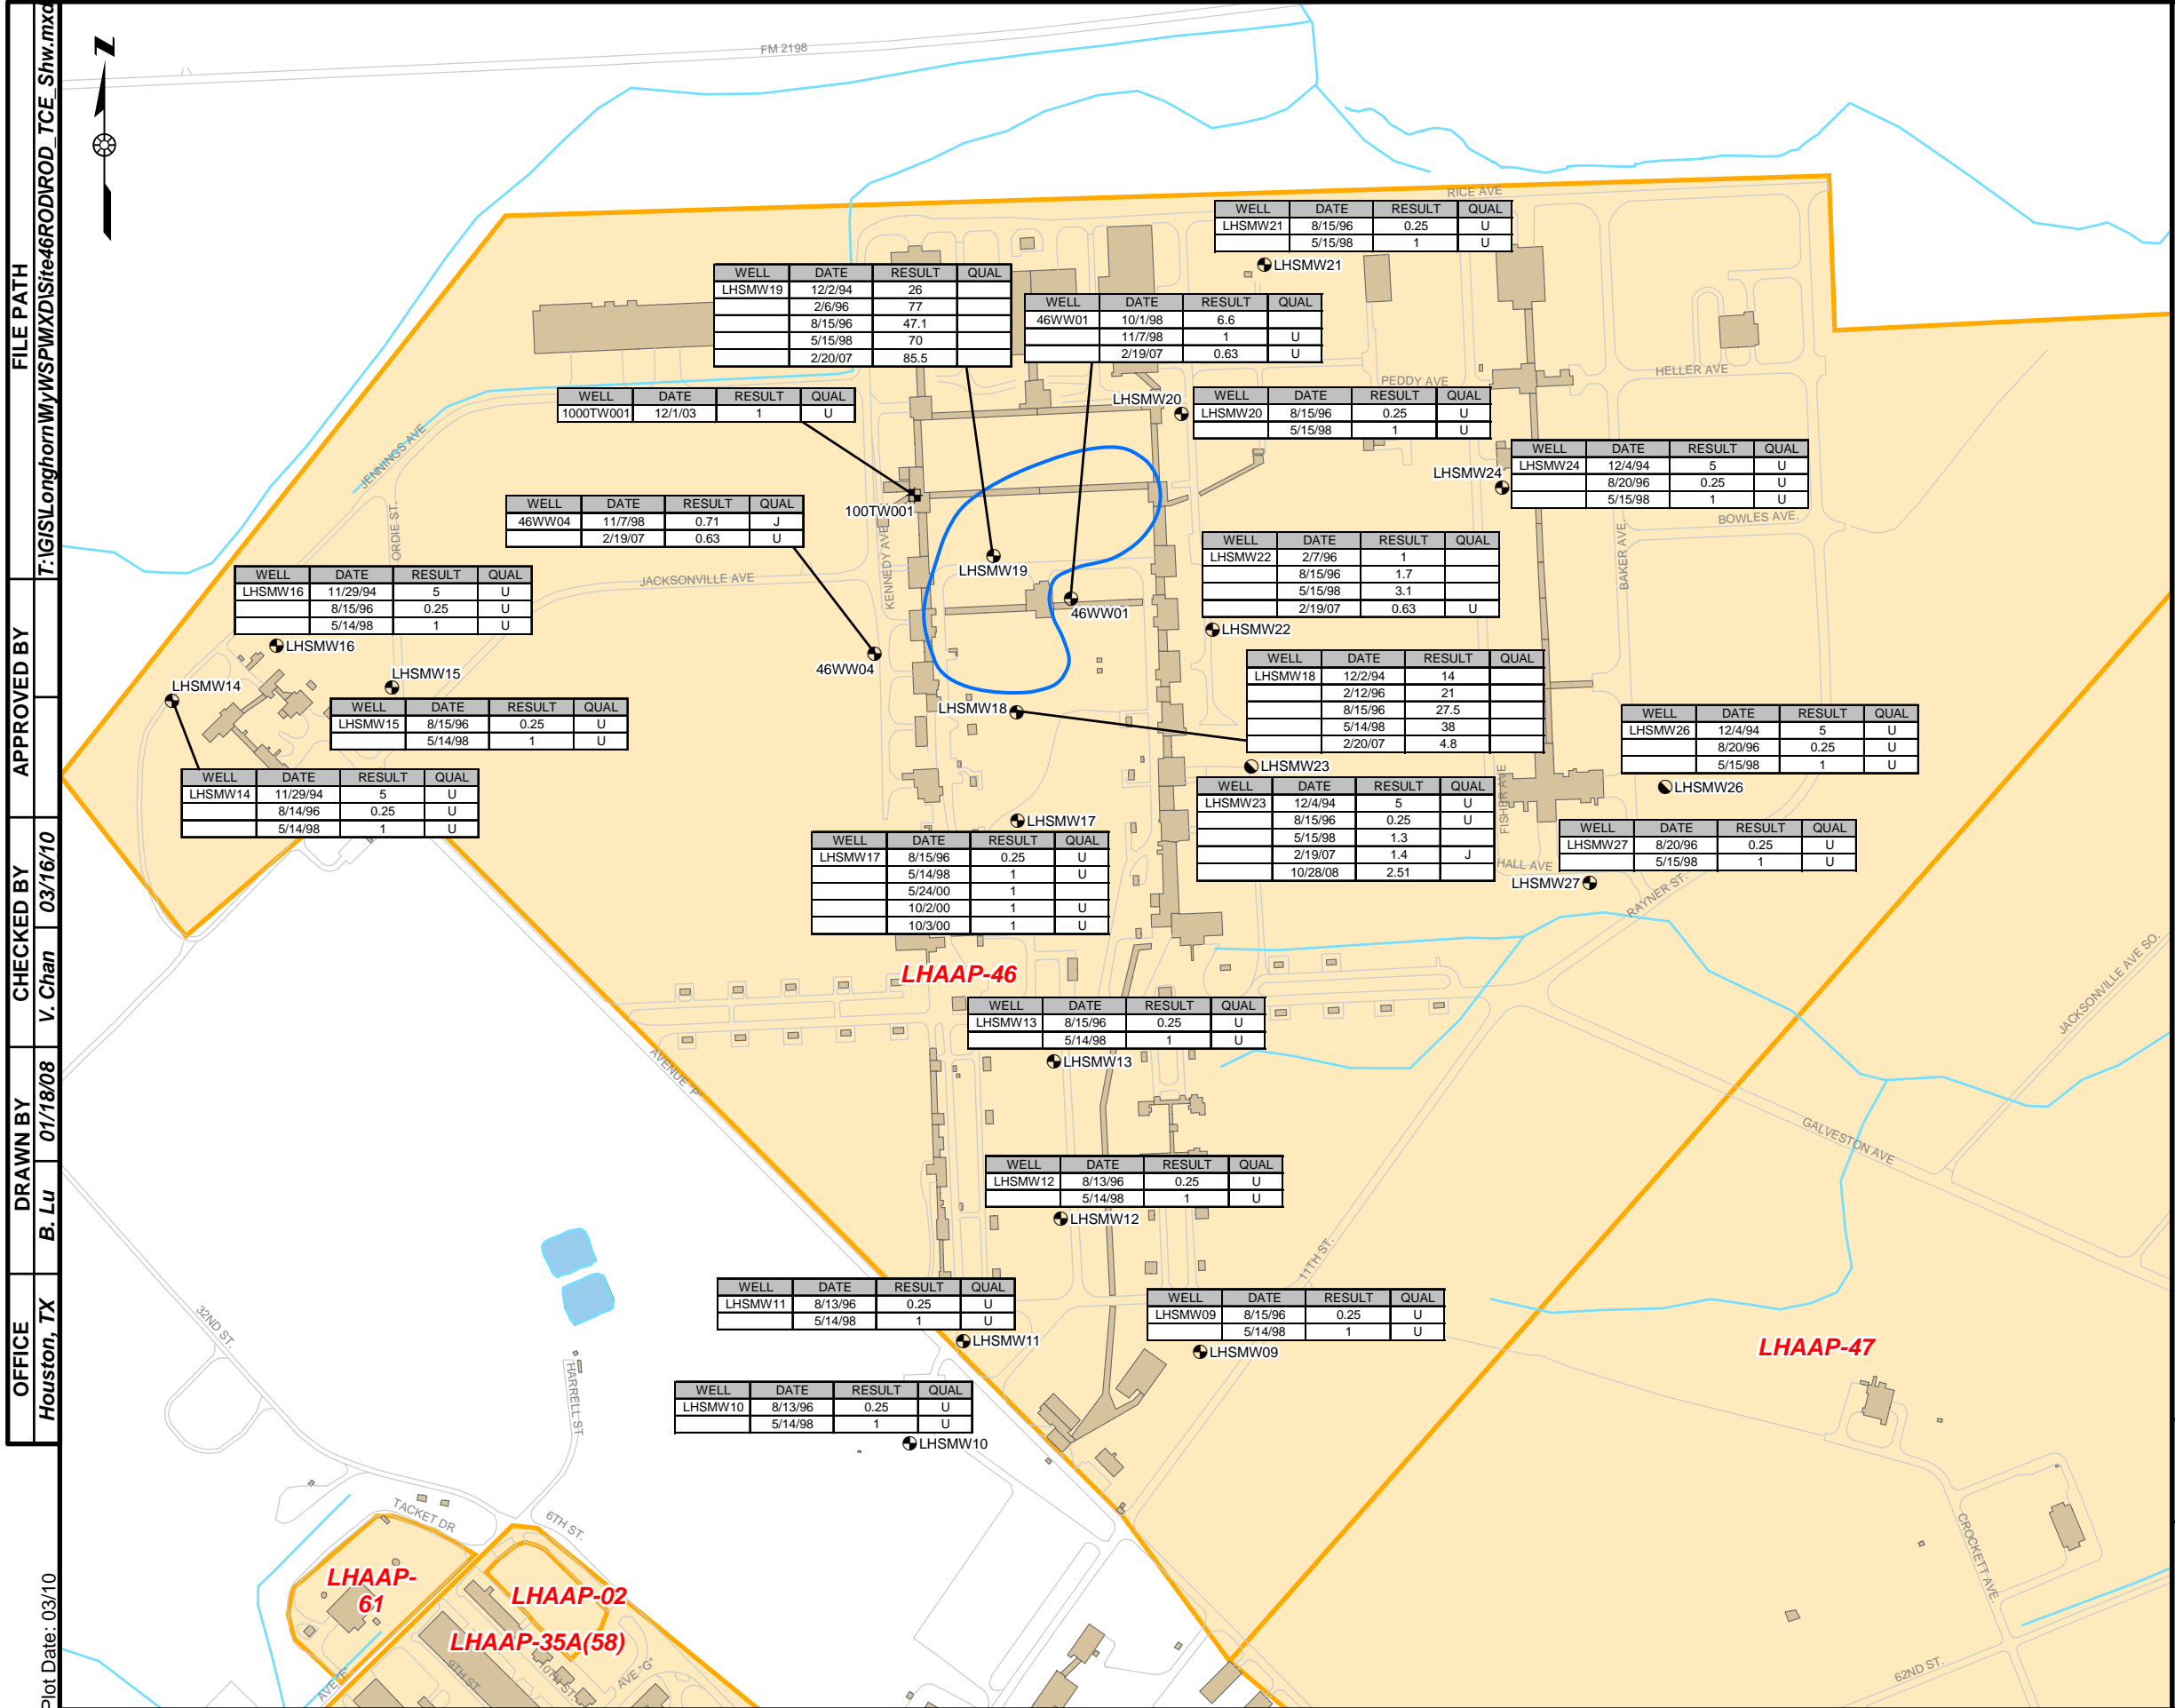 FILE PATH
T:\GIS\Longhorn\MyWSPWMXD\Site46ROD\ROD_TCE_Shw.mxd
APPROVED BY
CHECKED BY
V. Chan 03/16/10
DRAWN BY
B. Lu 01/18/08
OFFICE
Houston, TX
Plot Date: 03/10
N
FM 2198
RICE AVE
WELL DATE RESULT QUAL
LHSMW21 8/15/96 0.25 U
5/15/98 1 U
LHSMW21
WELL DATE RESULT QUAL
LHSMW19 12/2/94 26
2/6/96 77
8/15/96 47.1
5/15/98 70
2/20/07 85.5
WELL DATE RESULT QUAL
46WW01 10/1/98 6.6
11/7/98 1 U
2/19/07 0.63 U
HELLER AVE
PEDDY AVE
WELL DATE RESULT QUAL
1000TW001 12/1/03 1 U
LHSMW20
WELL DATE RESULT QUAL
LHSMW20 8/15/96 0.25 U
5/15/98 1 U
JENNINGS AVE
LHSMW24
WELL DATE RESULT QUAL
LHSMW24 12/4/94 5 U
8/20/96 0.25 U
5/15/98 1 U
WELL DATE RESULT QUAL
46WW04 11/7/98 0.71 J
2/19/07 0.63 U
100TW001
ORDIE ST.
BOWLES AVE.
BAKER AVE.
KENNEDY AVE
LHSMW19
JACKSONVILLE AVE
WELL DATE RESULT QUAL
LHSMW22 2/7/96 1
8/15/96 1.7
5/15/98 3.1
2/19/07 0.63 U
LHSMW22
WELL DATE RESULT QUAL
LHSMW16 11/29/94 5 U
8/15/96 0.25 U
5/14/98 1 U
LHSMW16
46WW01
46WW04
LHSMW15
LHSMW14
WELL DATE RESULT QUAL
LHSMW15 8/15/96 0.25 U
5/14/98 1 U
WELL DATE RESULT QUAL
LHSMW18 12/2/94 14
2/12/96 21
8/15/96 27.5
5/14/98 38
2/20/07 4.8
LHSMW18
WELL DATE RESULT QUAL
LHSMW26 12/4/94 5 U
8/20/96 0.25 U
5/15/98 1 U
LHSMW26
WELL DATE RESULT QUAL
LHSMW14 11/29/94 5 U
8/14/96 0.25 U
5/14/98 1 U
LHSMW23
WELL DATE RESULT QUAL
LHSMW23 12/4/94 5 U
8/15/96 0.25 U
5/15/98 1.3
2/19/07 1.4 J
10/28/08 2.51
FISHER AVE
LHSMW17
WELL DATE RESULT QUAL
LHSMW17 8/15/96 0.25 U
5/14/98 1 U
5/24/00 1
10/2/00 1 U
10/3/00 1 U
WELL DATE RESULT QUAL
LHSMW27 8/20/96 0.25 U
5/15/98 1 U
HALL AVE
LHSMW27
RAYNER ST.
LHAAP-46
JACKSONVILLE AVE SO.
WELL DATE RESULT QUAL
LHSMW13 8/15/96 0.25 U
5/14/98 1 U
LHSMW13
AVENUE "P"
GALVESTON AVE
WELL DATE RESULT QUAL
LHSMW12 8/13/96 0.25 U
5/14/98 1 U
LHSMW12
11TH ST.
WELL DATE RESULT QUAL
LHSMW11 8/13/96 0.25 U
5/14/98 1 U
LHSMW11
WELL DATE RESULT QUAL
LHSMW09 8/15/96 0.25 U
5/14/98 1 U
LHSMW09
32ND ST.
HARRELL ST
LHAAP-47
WELL DATE RESULT QUAL
LHSMW10 8/13/96 0.25 U
5/14/98 1 U
LHSMW10
TACKET DR
6TH ST.
CROCKETT AVE.
LHAAP-
61
LHAAP-02
LHAAP-35A(58)
9TH ST.
10TH ST.
AVE "G"
62ND ST.